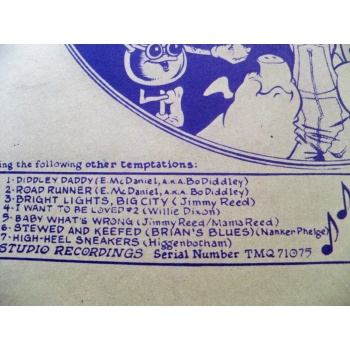 ing the following other temptations:
1-DIDDLEY DADDY (E. McDANIEL, A.K.A. Bo Diddley)
2-ROAD RUNNER (E. McDaniel, A.K.A. Bo Diddley)
3-BRIGHT LIGHTS, BIG CITY (Jimmy Reed)
4-I WANT TO BE LOVED #2 (Willie Dixon)
5-BABY WHAT'S WRONG (Jimmy Reed/Mama Reed)
6-STEWED AND KEEFED (BRIAN'S BLUES) (Nanker Phelge)
7-HIGH-HEEL SNEAKERS (Higgenbotham)
STUDIO RECORDINGS Serial Number TMQ 71075